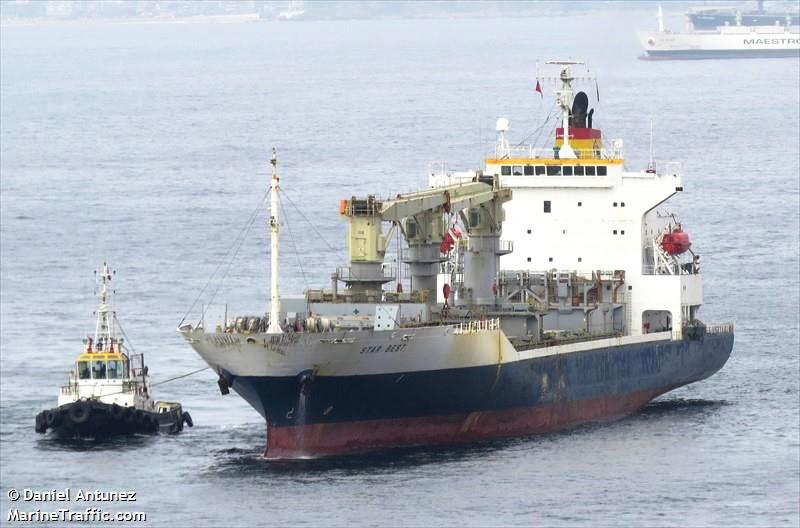 MAESTRO
STAR BEST
© Daniel Antunez
MarineTraffic.com